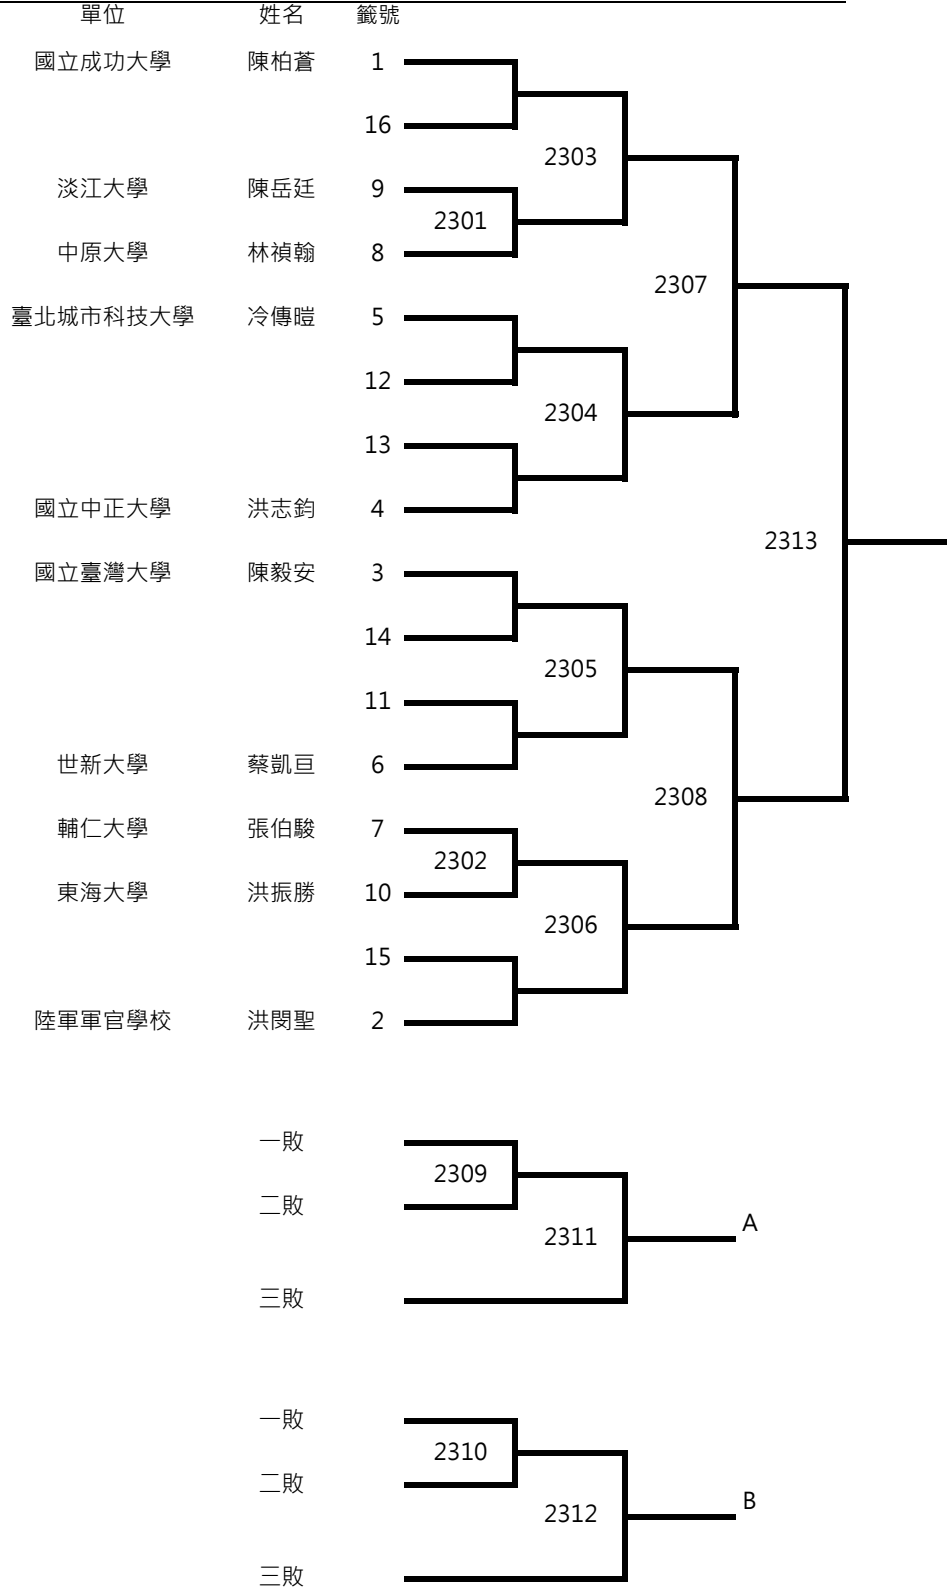 單位 姓名 籤號
國立成功大學 陳柏蒼 1
16
2303
淡江大學 陳岳廷 9
2301
中原大學 林禎翰 8
2307
臺北城市科技大學 冷傳暟 5
12
2304
13
國立中正大學 洪志鈞 4
2313
國立臺灣大學 陳毅安 3
14
2305
11
世新大學 蔡凱亘 6
2308
輔仁大學 張伯駿 7
2302
東海大學 洪振勝 10
2306
15
陸軍軍官學校 洪閔聖 2
一敗
2309
二敗
A
2311
三敗
一敗
2310
二敗
B
2312
三敗